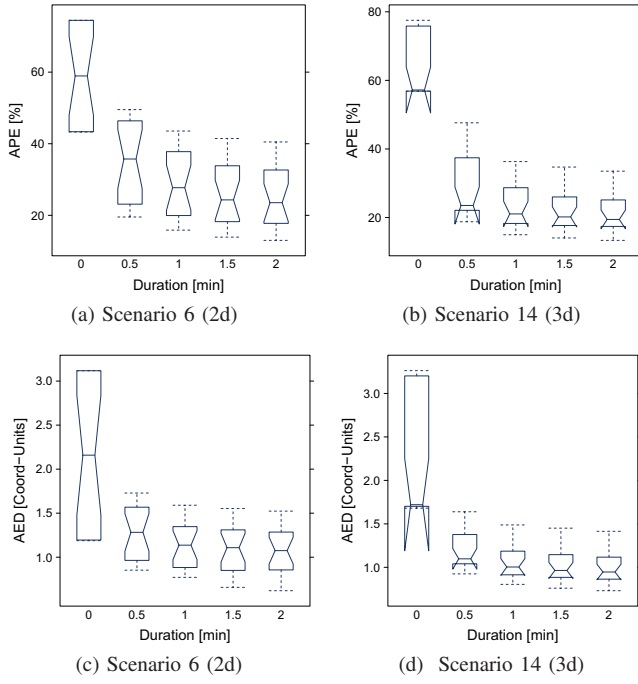 APE [%]
60
40
20
0 0.5 1 1.5 2
Duration [min]
(a) Scenario 6 (2d)
APE [%]
80
60
40
20
0 0.5 1 1.5 2
Duration [min]
(b) Scenario 14 (3d)
AED [Coord−Units]
3.0
2.5
2.0
1.5
1.0
0 0.5 1 1.5 2
Duration [min]
(c) Scenario 6 (2d)
AED [Coord−Units]
3.0
2.5
2.0
1.5
1.0
0 0.5 1 1.5 2
Duration [min]
(d) Scenario 14 (3d)